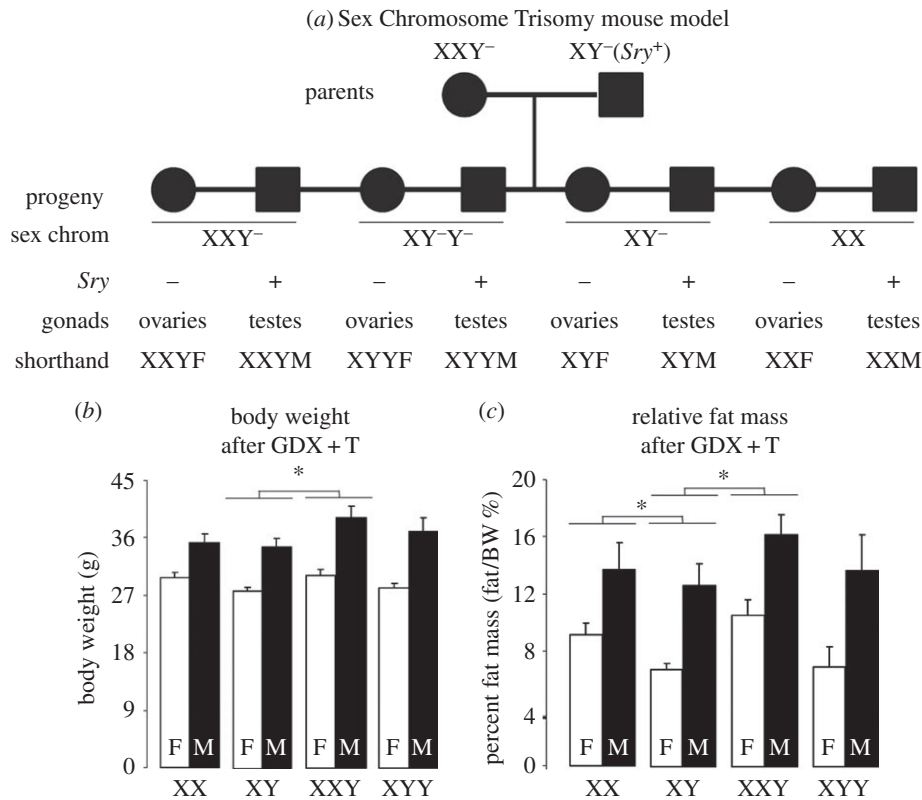 (a) Sex Chromosome Trisomy mouse model
XXY⁻ XY⁻(Sry⁺)
parents
progeny
sex chrom XXY⁻ XY⁻Y⁻ XY⁻ XX
Sry – + – + – + – +
gonads ovaries testes ovaries testes ovaries testes ovaries testes
shorthand XXYF XXYM XYYF XYYM XYF XYM XXF XXM
(b) body weight
after GDX + T
*
45
36
27
18
9
0
body weight (g)
F M F M F M F M
XX XY XXY XYY
(c) relative fat mass
after GDX + T
*
*
20
16
12
8
4
0
percent fat mass (fat/BW %)
F M F M F M F M
XX XY XXY XYY